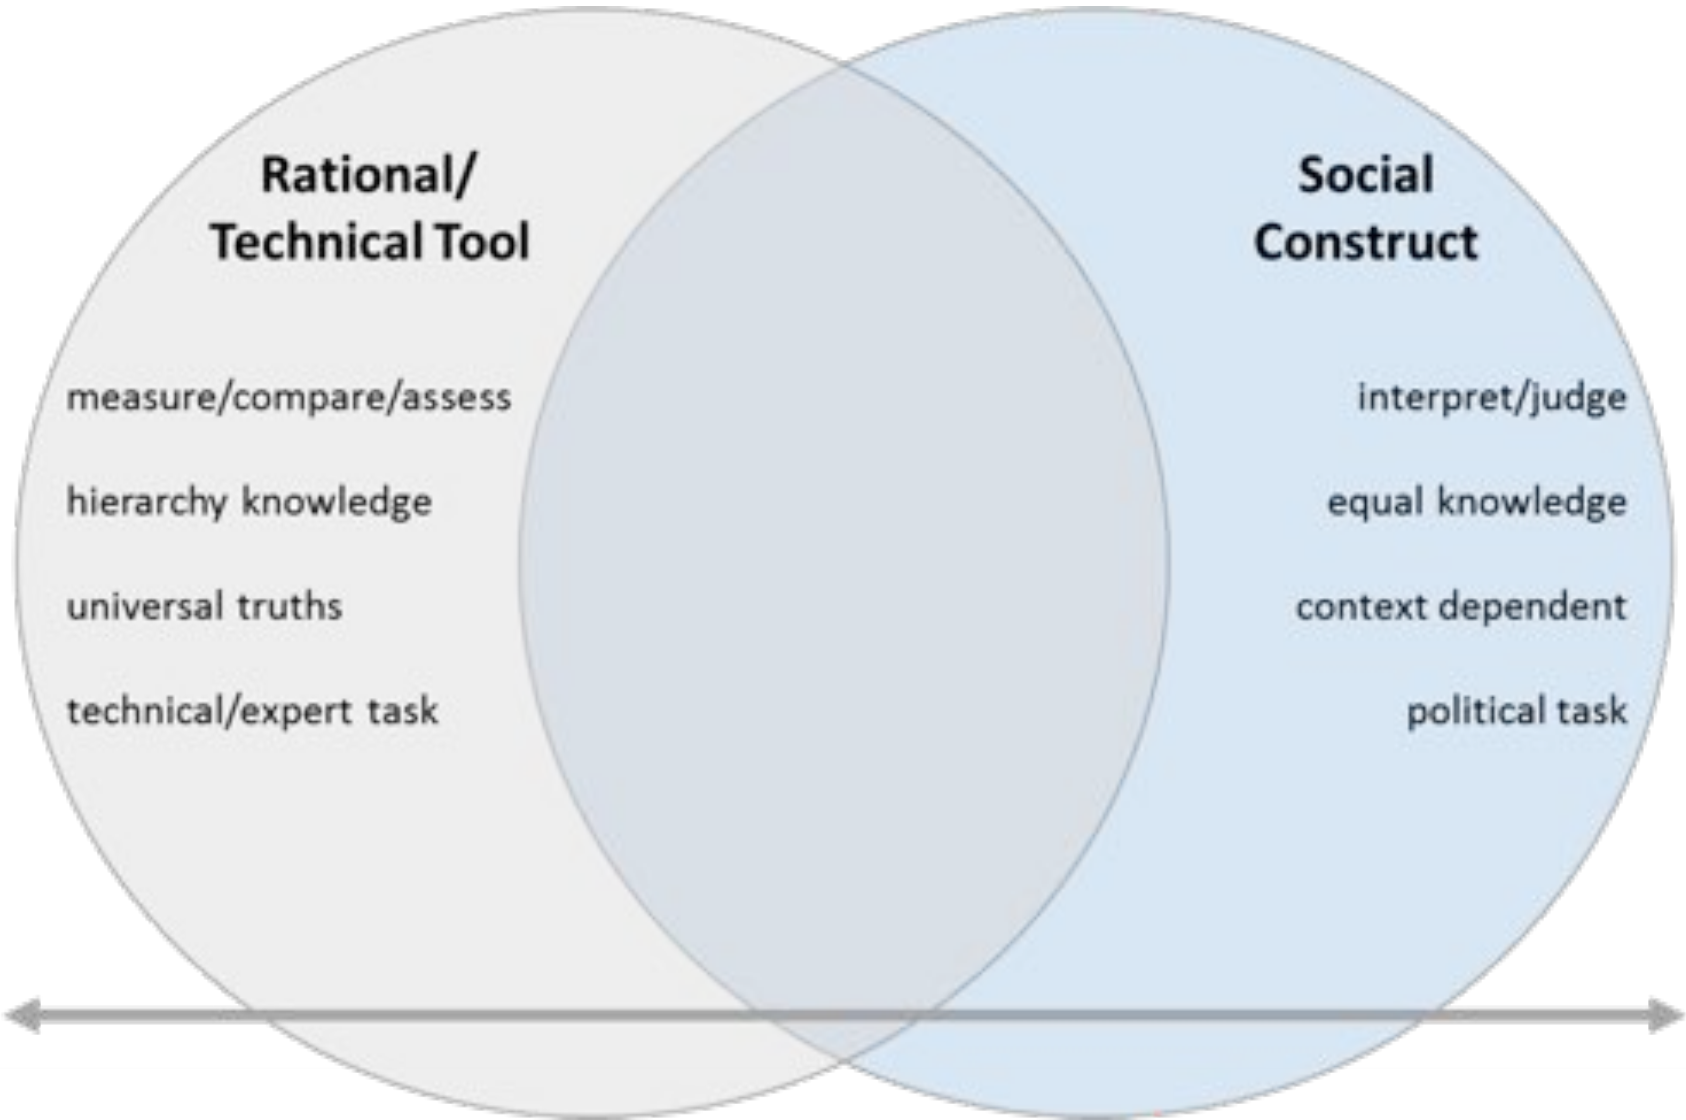 Rational/
Technical Tool
measure/compare/assess
hierarchy knowledge
universal truths
technical/expert task
Social
Construct
interpret/judge
equal knowledge
context dependent
political task